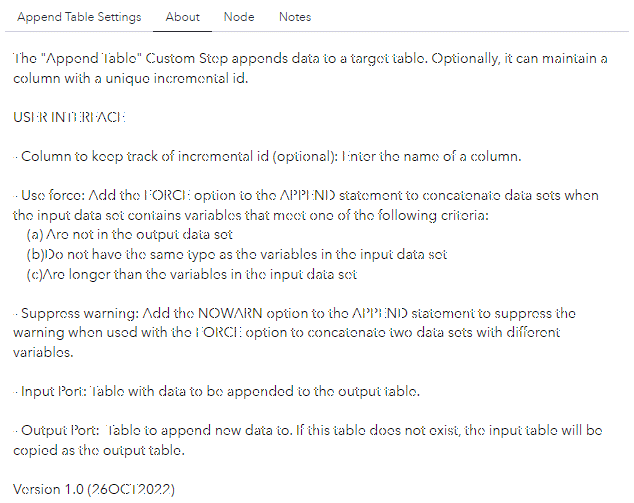 Append Table Settings About Node Notes
The "Append Table" Custom Step appends data to a target table. Optionally, it can maintain a
column with a unique incremental id.
USER INTERFACE
- Column to keep track of incremental id (optional): Enter the name of a column.
- Use force: Add the FORCE option to the APPEND statement to concatenate data sets when
the input data set contains variables that meet one of the following criteria:
(a) Are not in the output data set
(b)Do not have the same type as the variables in the input data set
(c)Are longer than the variables in the input data set
- Suppress warning: Add the NOWARN option to the APPEND statement to suppress the
warning when used with the FORCE option to concatenate two data sets with different
variables.
- Input Port: Table with data to be appended to the output table.
- Output Port: Table to append new data to. If this table does not exist, the input table will be
copied as the output table.
Version 1.0 (26OCT2022)